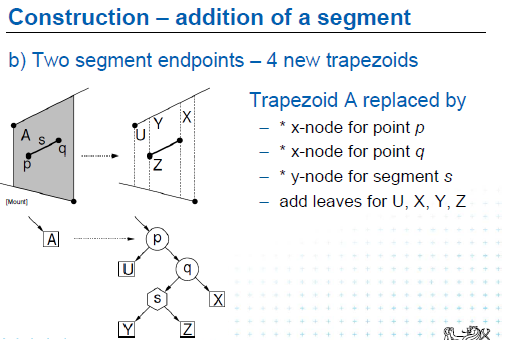 Construction – addition of a segment
b) Two segment endpoints – 4 new trapezoids
A
s
p
q
U
Y
X
Z
[Mount]
Trapezoid A replaced by
– * x-node for point p
– * x-node for point q
– * y-node for segment s
– add leaves for U, X, Y, Z
A
p
U
q
s
X
Y
Z